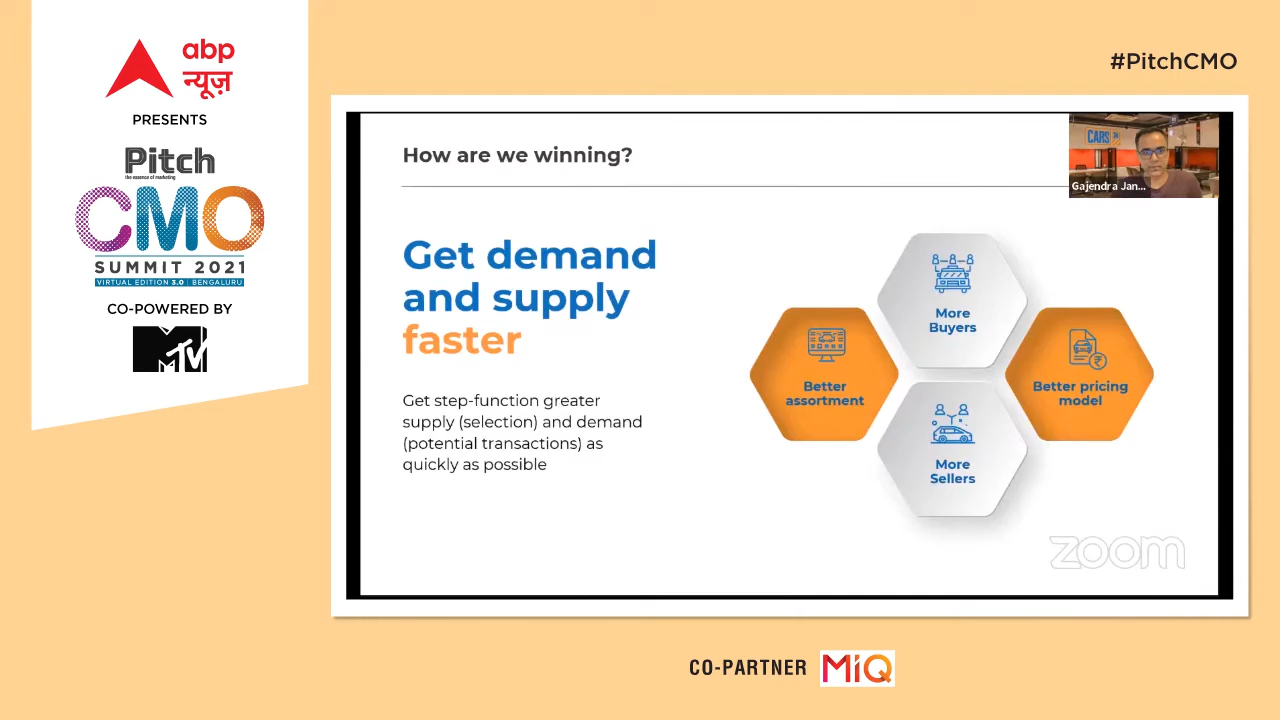 abp
न्यूज़
PRESENTS
Pitch
the essence of marketing
CMO
SUMMIT 2021
VIRTUAL EDITION 3.0 | BENGALURU
CO-POWERED BY
MTV
#PitchCMO
How are we winning?
CARS24
Gajendra Jan...
Get demand
and supply
faster
Get step-function greater
supply (selection) and demand
(potential transactions) as
quickly as possible
More
Buyers
Better
assortment
₹
Better pricing
model
More
Sellers
zoom
CO-PARTNER
MiQ